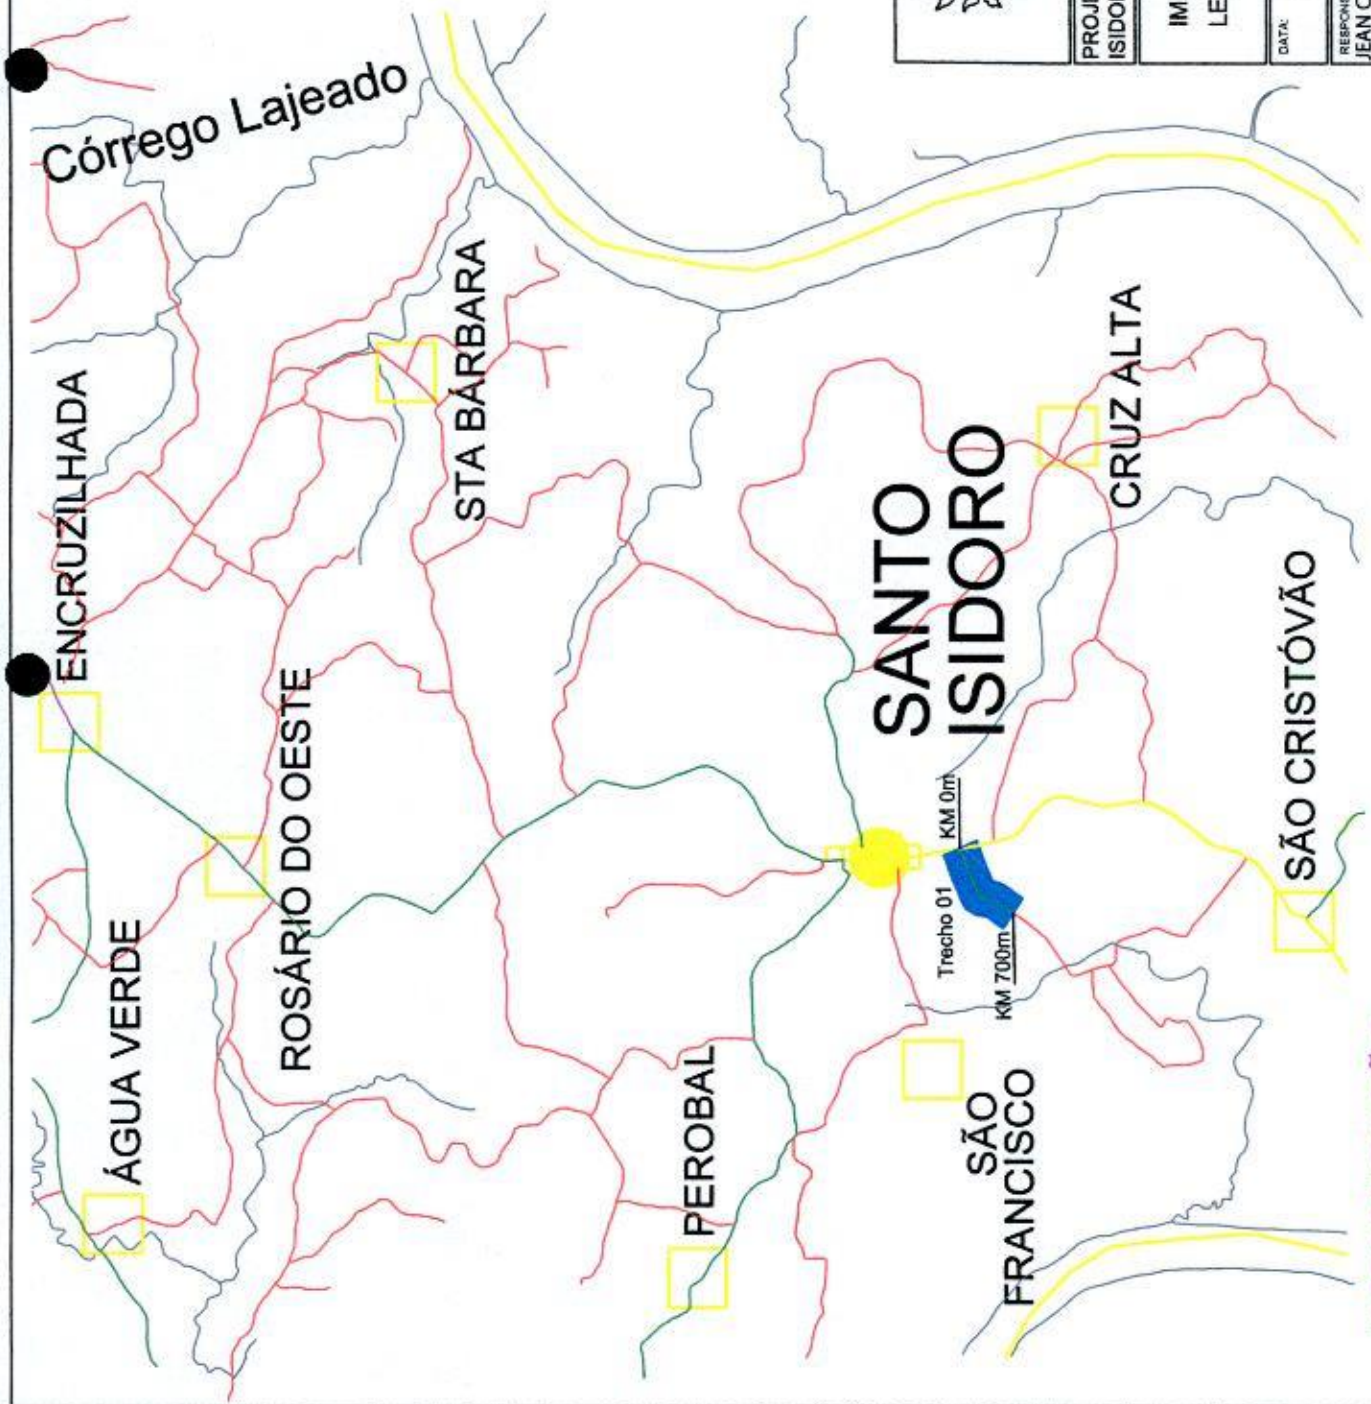 Córrego Lajeado
ENCRUZILHADA
STA BÁRBARA
ÁGUA VERDE
ROSÁRIO DO OESTE
SANTO
ISIDORO
CRUZ ALTA
PEROBAL
Trecho 01
KM 0m
KM 700m
SÃO
FRANCISCO
SÃO CRISTÓVÃO
DATA: